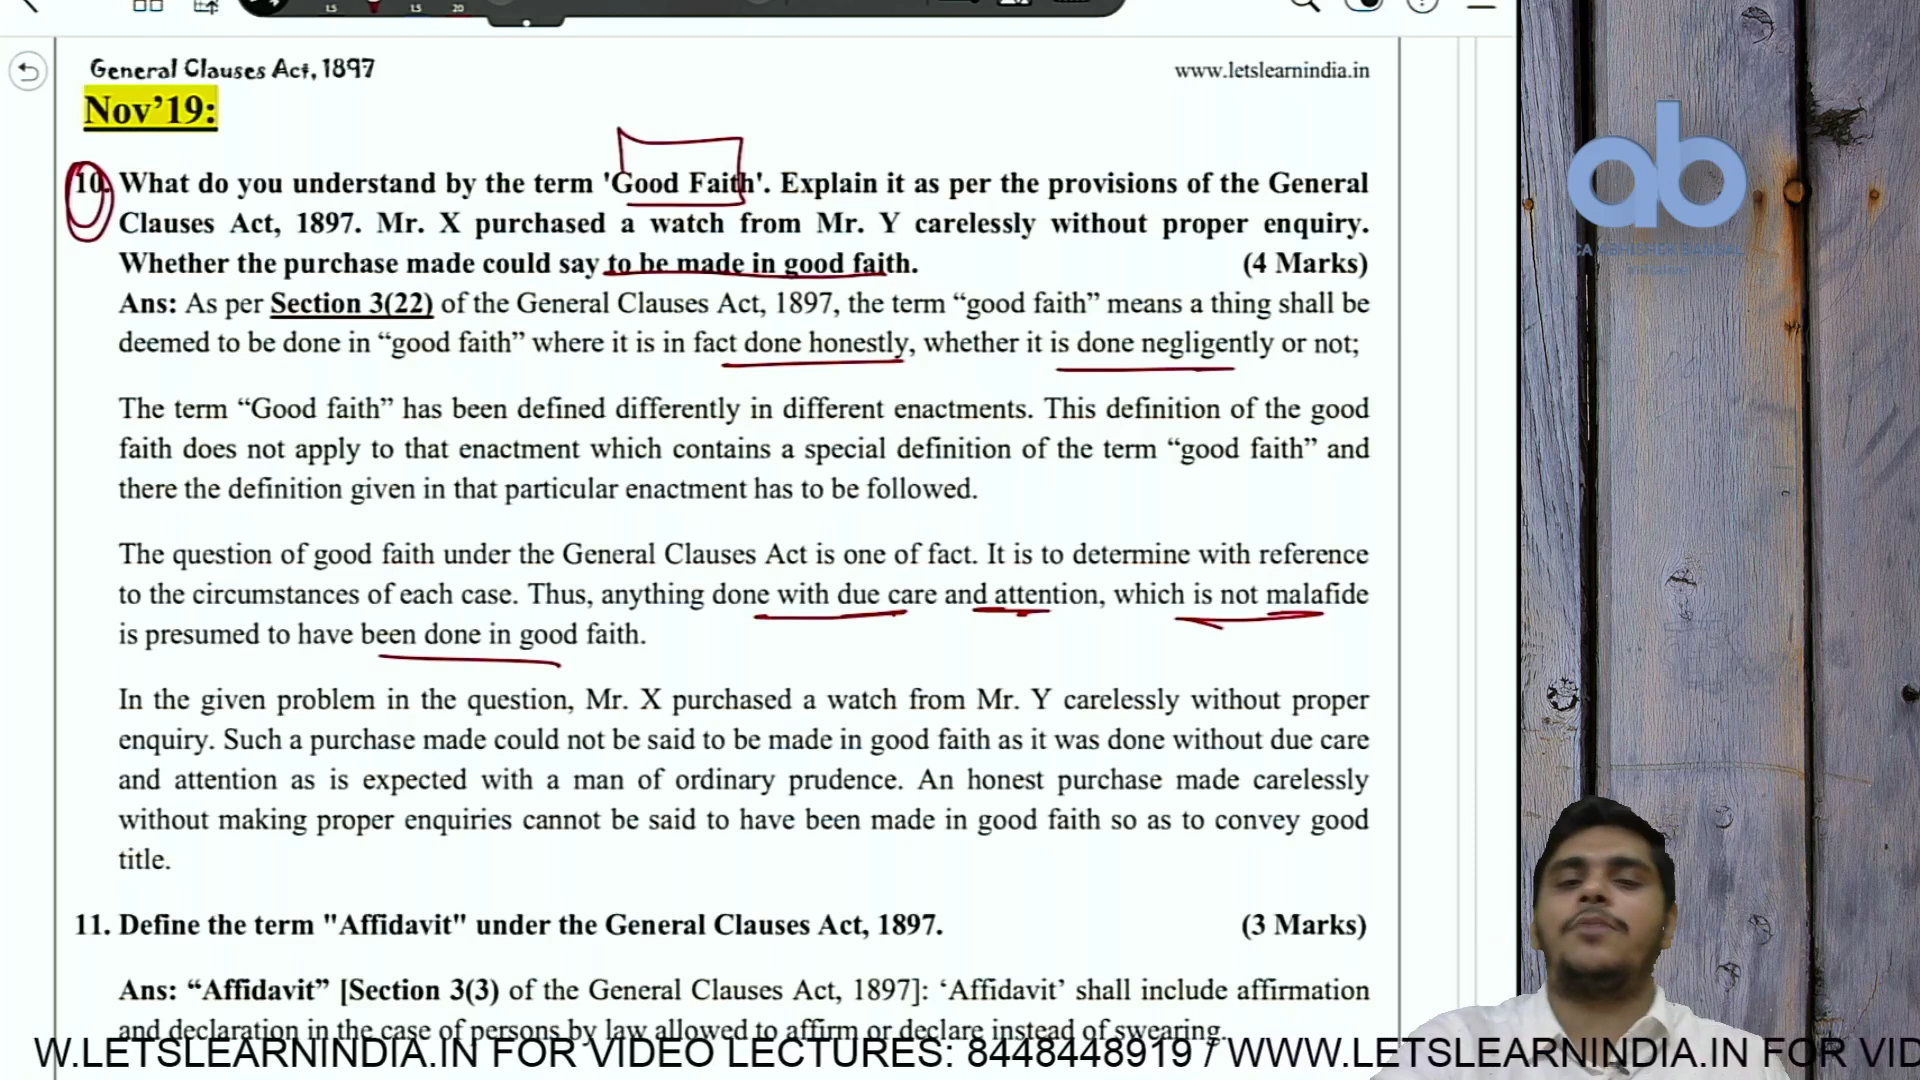 1.5 1.5 20
General Clauses Act, 1897 www.letslearnindia.in
Nov’19:
10. What do you understand by the term 'Good Faith'. Explain it as per the provisions of the General
Clauses Act, 1897. Mr. X purchased a watch from Mr. Y carelessly without proper enquiry.
Whether the purchase made could say to be made in good faith. (4 Marks)
Ans: As per Section 3(22) of the General Clauses Act, 1897, the term “good faith” means a thing shall be
deemed to be done in “good faith” where it is in fact done honestly, whether it is done negligently or not;
The term “Good faith” has been defined differently in different enactments. This definition of the good
faith does not apply to that enactment which contains a special definition of the term “good faith” and
there the definition given in that particular enactment has to be followed.
The question of good faith under the General Clauses Act is one of fact. It is to determine with reference
to the circumstances of each case. Thus, anything done with due care and attention, which is not malafide
is presumed to have been done in good faith.
In the given problem in the question, Mr. X purchased a watch from Mr. Y carelessly without proper
enquiry. Such a purchase made could not be said to be made in good faith as it was done without due care
and attention as is expected with a man of ordinary prudence. An honest purchase made carelessly
without making proper enquiries cannot be said to have been made in good faith so as to convey good
title.
11. Define the term "Affidavit" under the General Clauses Act, 1897. (3 Marks)
Ans: “Affidavit” [Section 3(3) of the General Clauses Act, 1897]: ‘Affidavit’ shall include affirmation
and declaration in the case of persons by law allowed to affirm or declare instead of swearing.
W.LETSLEARNINDIA.IN FOR VIDEO LECTURES: 8448448919 / WWW.LETSLEARNINDIA.IN FOR VID
ab